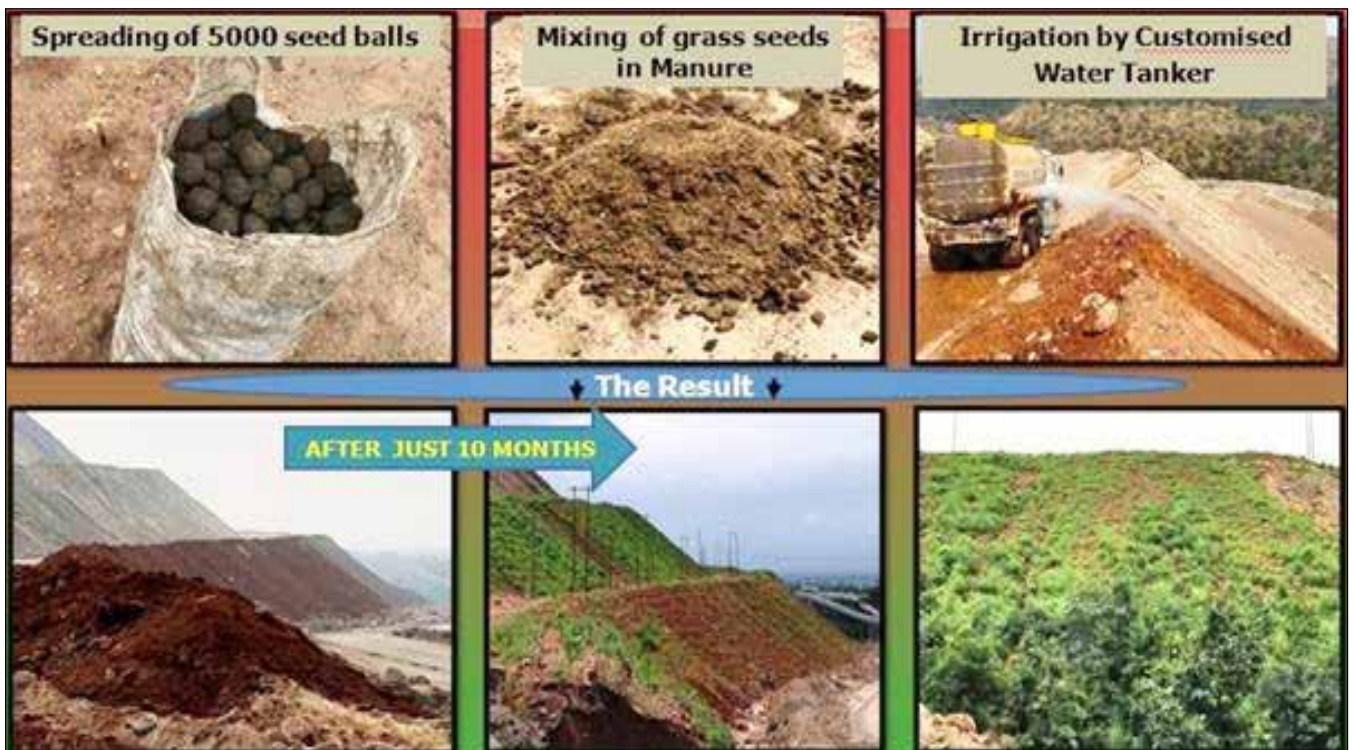 Spreading of 5000 seed balls
Mixing of grass seeds
in Manure
Irrigation by Customised
Water Tanker
The Result
AFTER JUST 10 MONTHS